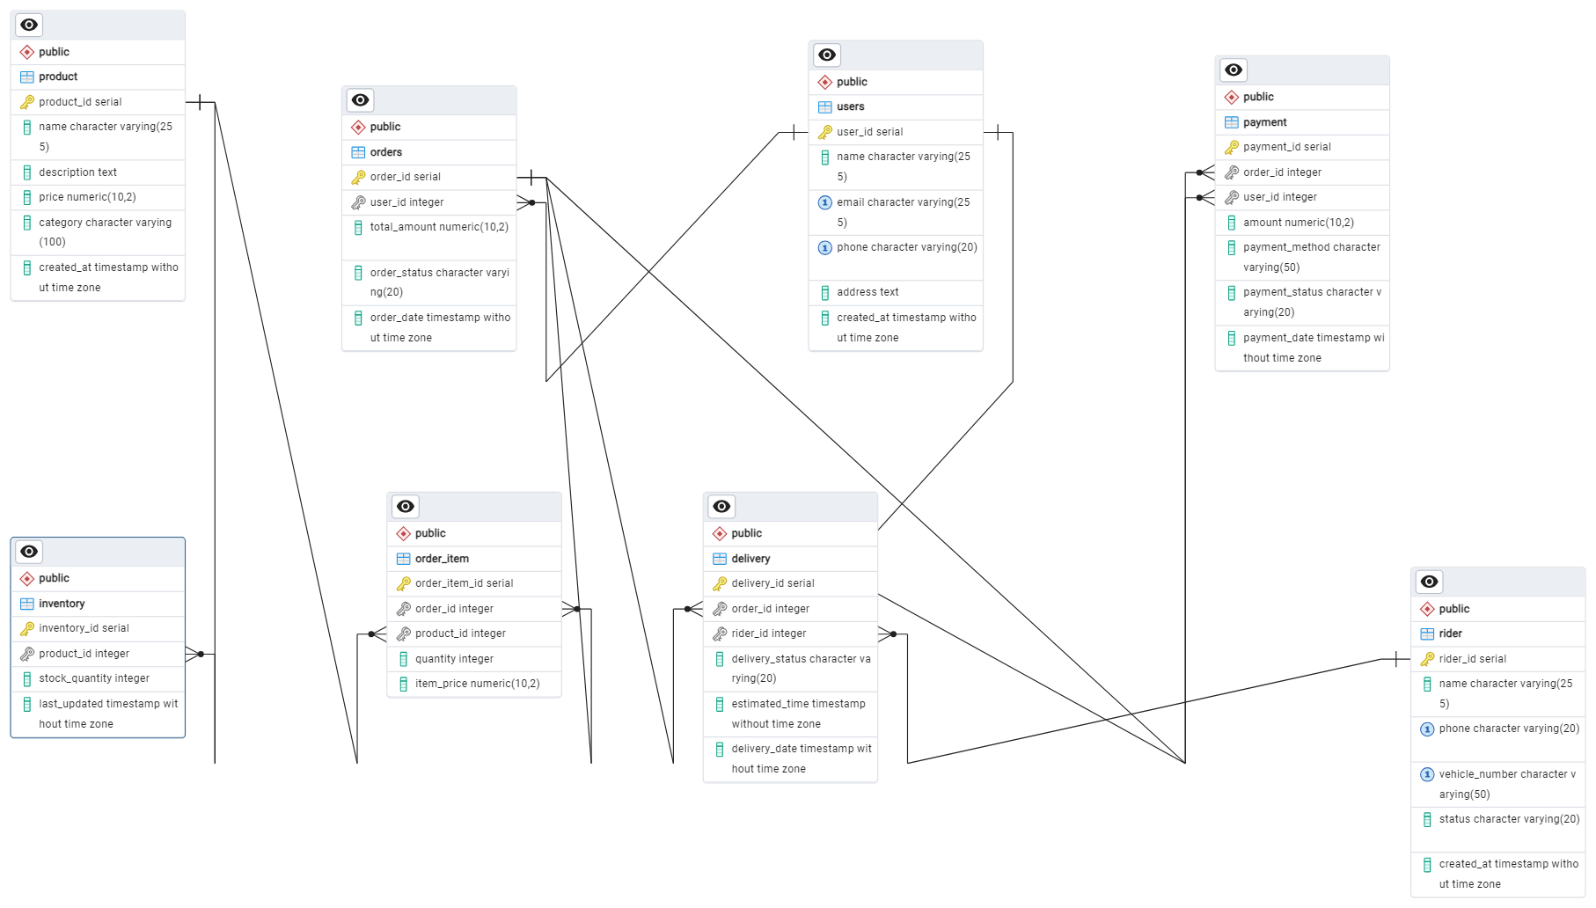 public
product
product_id serial
name character varying(25
5)
description text
price numeric(10,2)
category character varying
(100)
created_at timestamp witho
ut time zone
public
orders
order_id serial
user_id integer
total_amount numeric(10,2)
order_status character varyi
ng(20)
order_date timestamp witho
ut time zone
public
users
user_id serial
name character varying(25
5)
email character varying(25
5)
phone character varying(20)
address text
created_at timestamp witho
ut time zone
public
payment
payment_id serial
order_id integer
user_id integer
amount numeric(10,2)
payment_method character
varying(50)
payment_status character v
arying(20)
payment_date timestamp wi
thout time zone
public
inventory
inventory_id serial
product_id integer
stock_quantity integer
last_updated timestamp wit
hout time zone
public
order_item
order_item_id serial
order_id integer
product_id integer
quantity integer
item_price numeric(10,2)
public
delivery
delivery_id serial
order_id integer
rider_id integer
delivery_status character va
rying(20)
estimated_time timestamp
without time zone
delivery_date timestamp wit
hout time zone
public
rider
rider_id serial
name character varying(25
5)
phone character varying(20)
vehicle_number character v
arying(50)
status character varying(20)
created_at timestamp witho
ut time zone